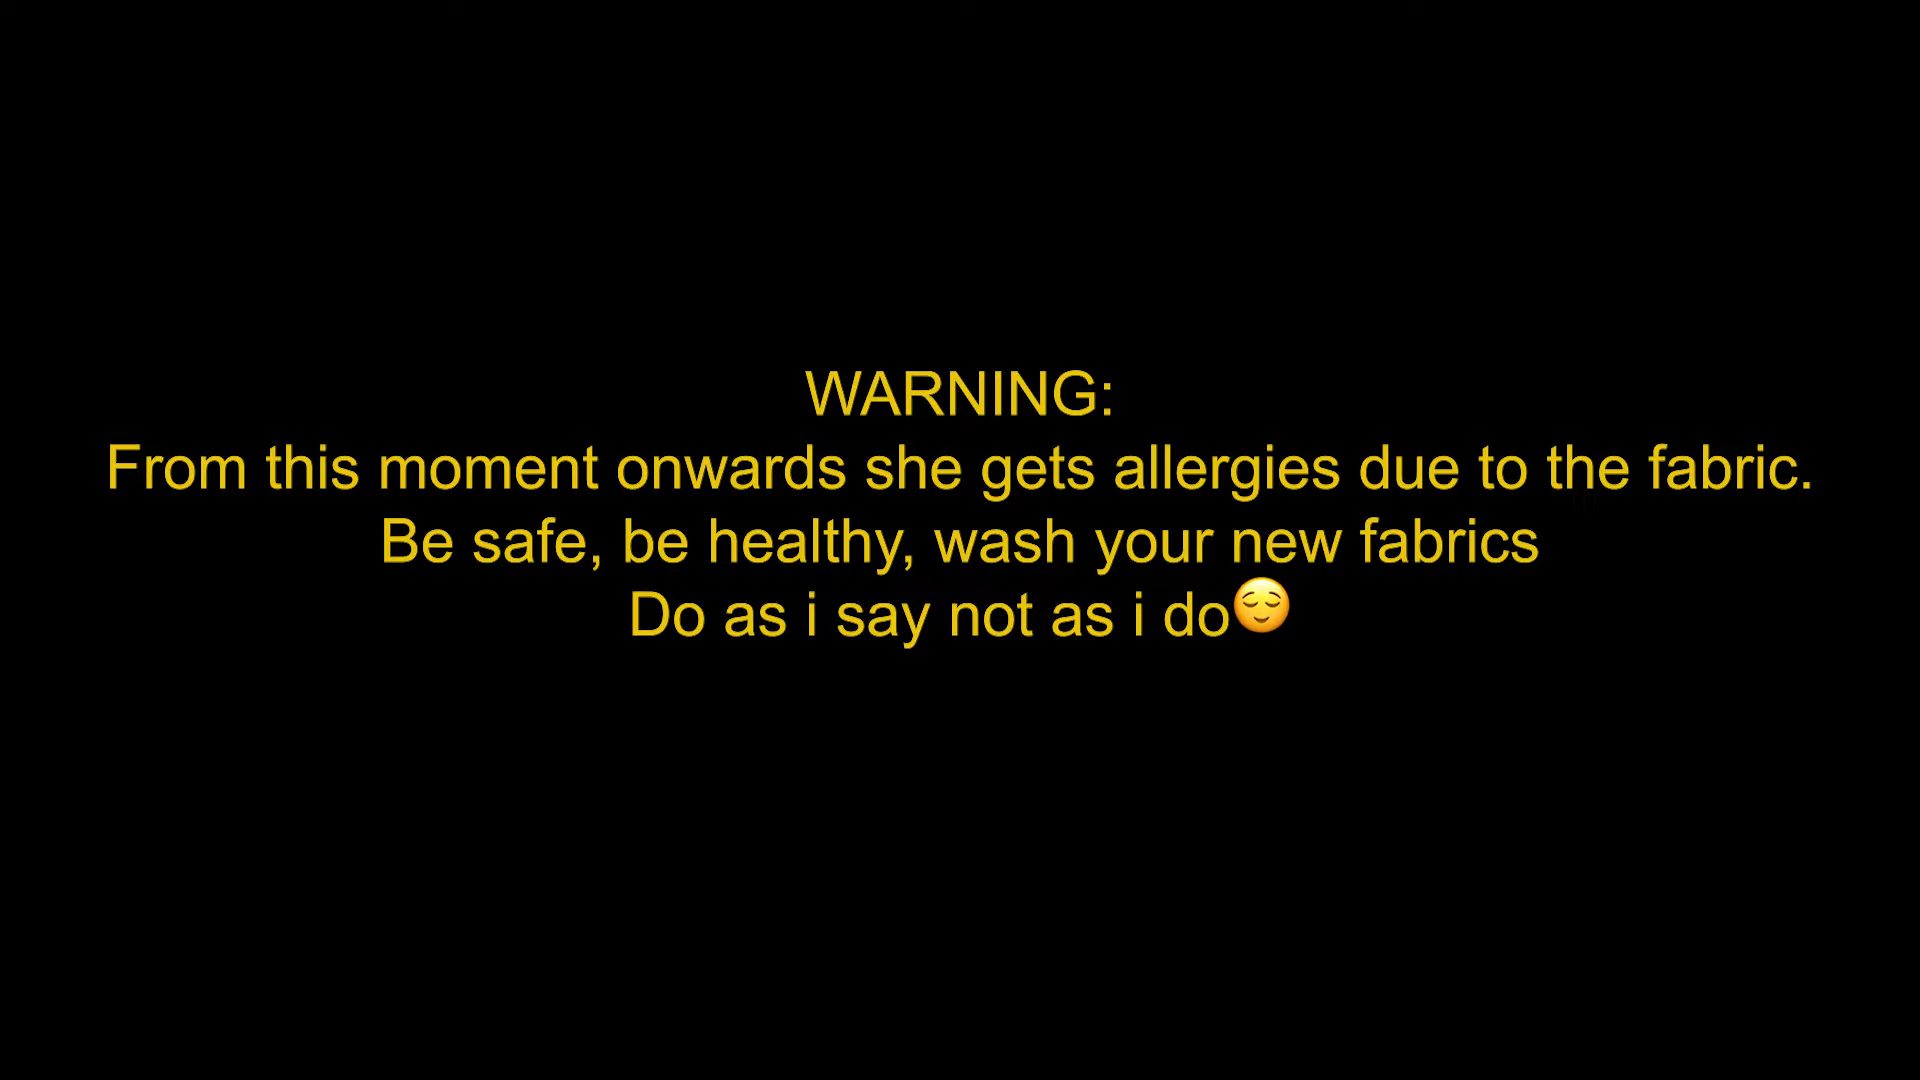 WARNING:
From this moment onwards she gets allergies due to the fabric.
Be safe, be healthy, wash your new fabrics
Do as i say not as i do😌